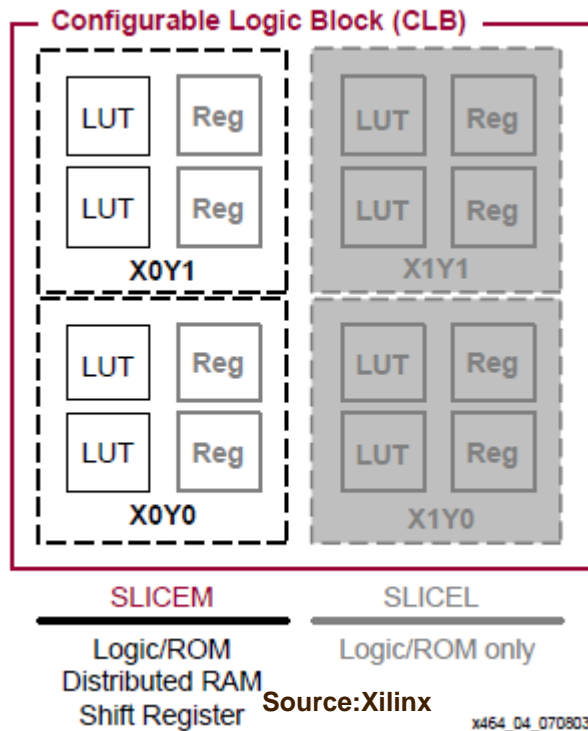 Configurable Logic Block (CLB)
LUT Reg LUT Reg
LUT Reg LUT Reg
X0Y1 X1Y1
LUT Reg LUT Reg
LUT Reg LUT Reg
X0Y0 X1Y0
SLICEM SLICEL
Logic/ROM Logic/ROM only
Distributed RAM
Shift Register Source:Xilinx x464_04_070803